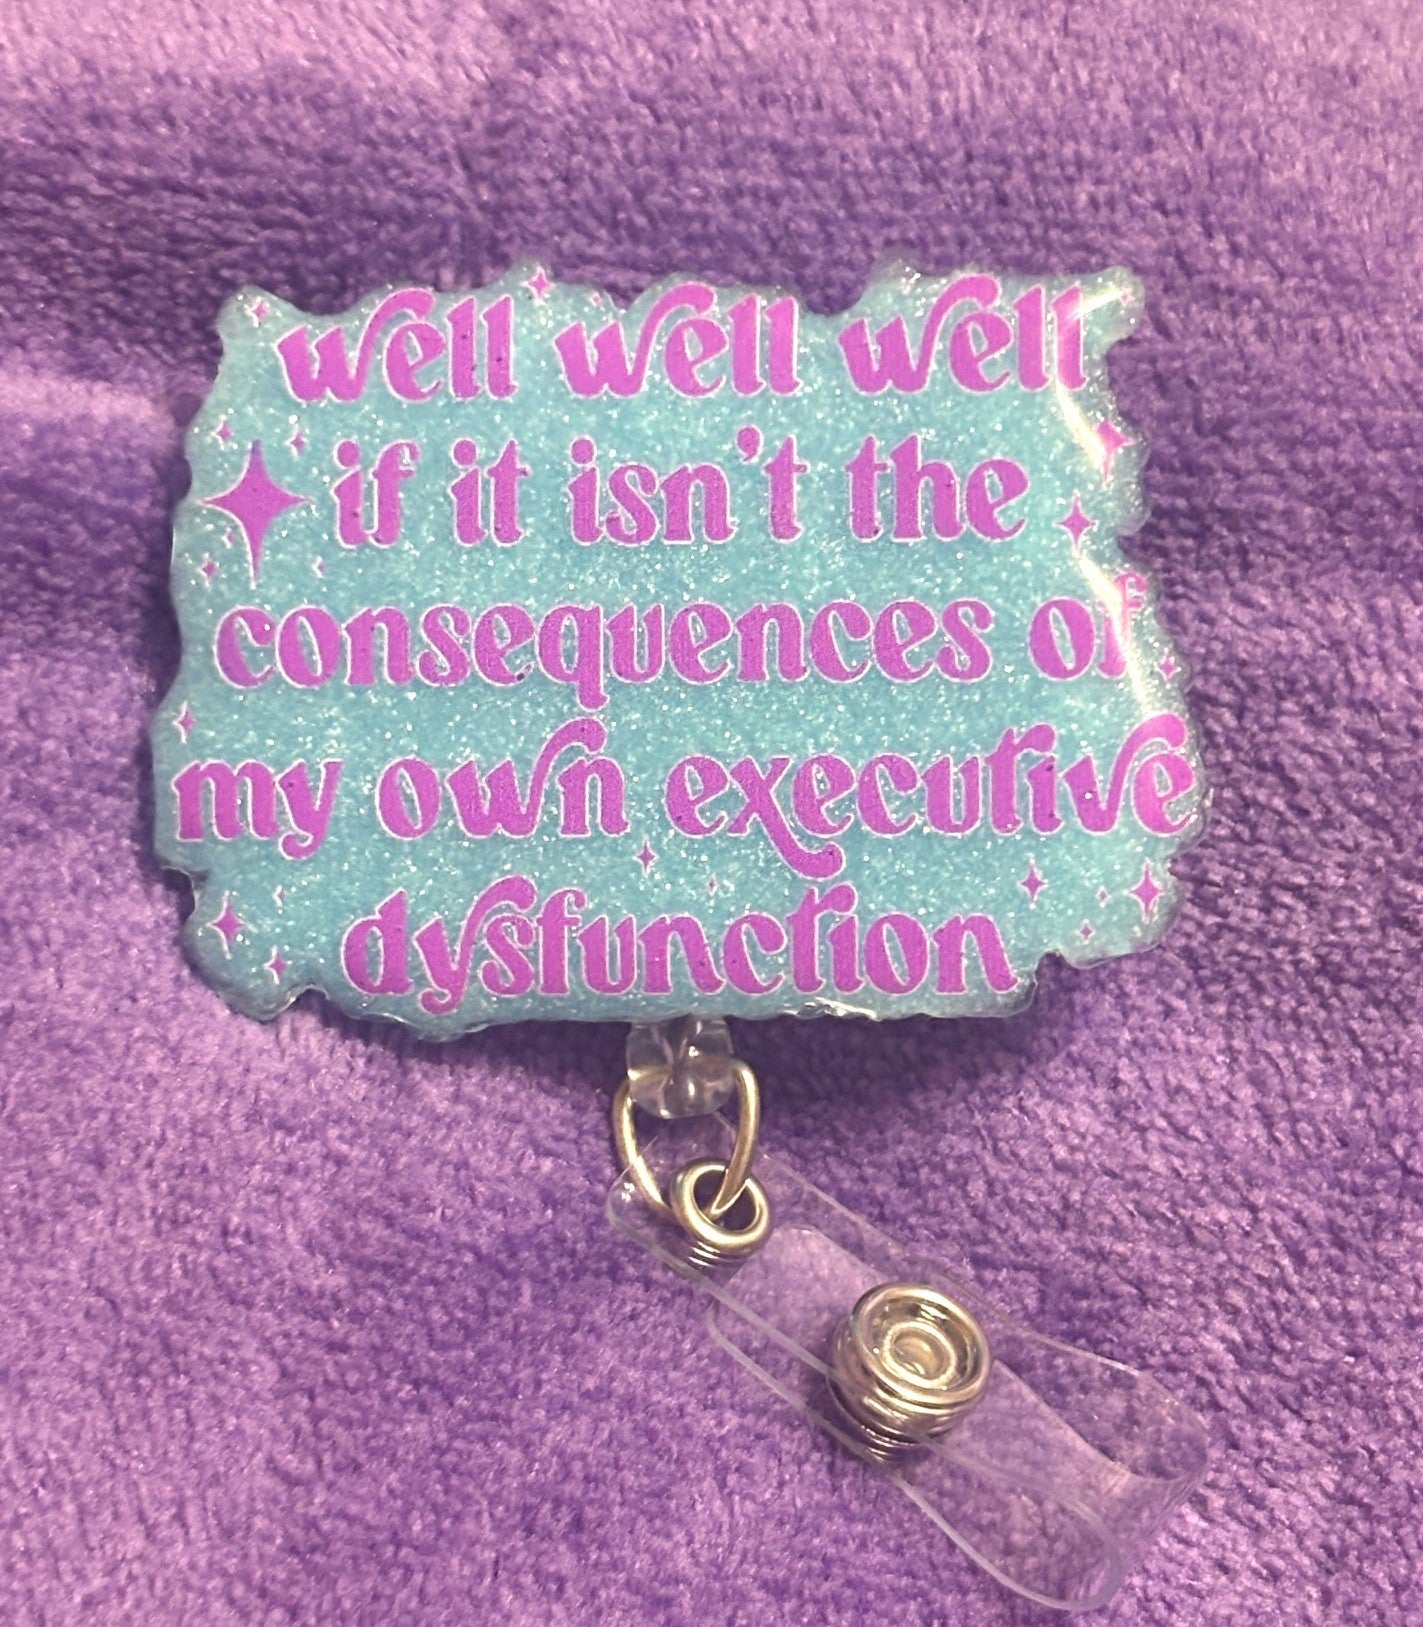 well well well
if it isn't the
consequences of
my own executive
dysfunction